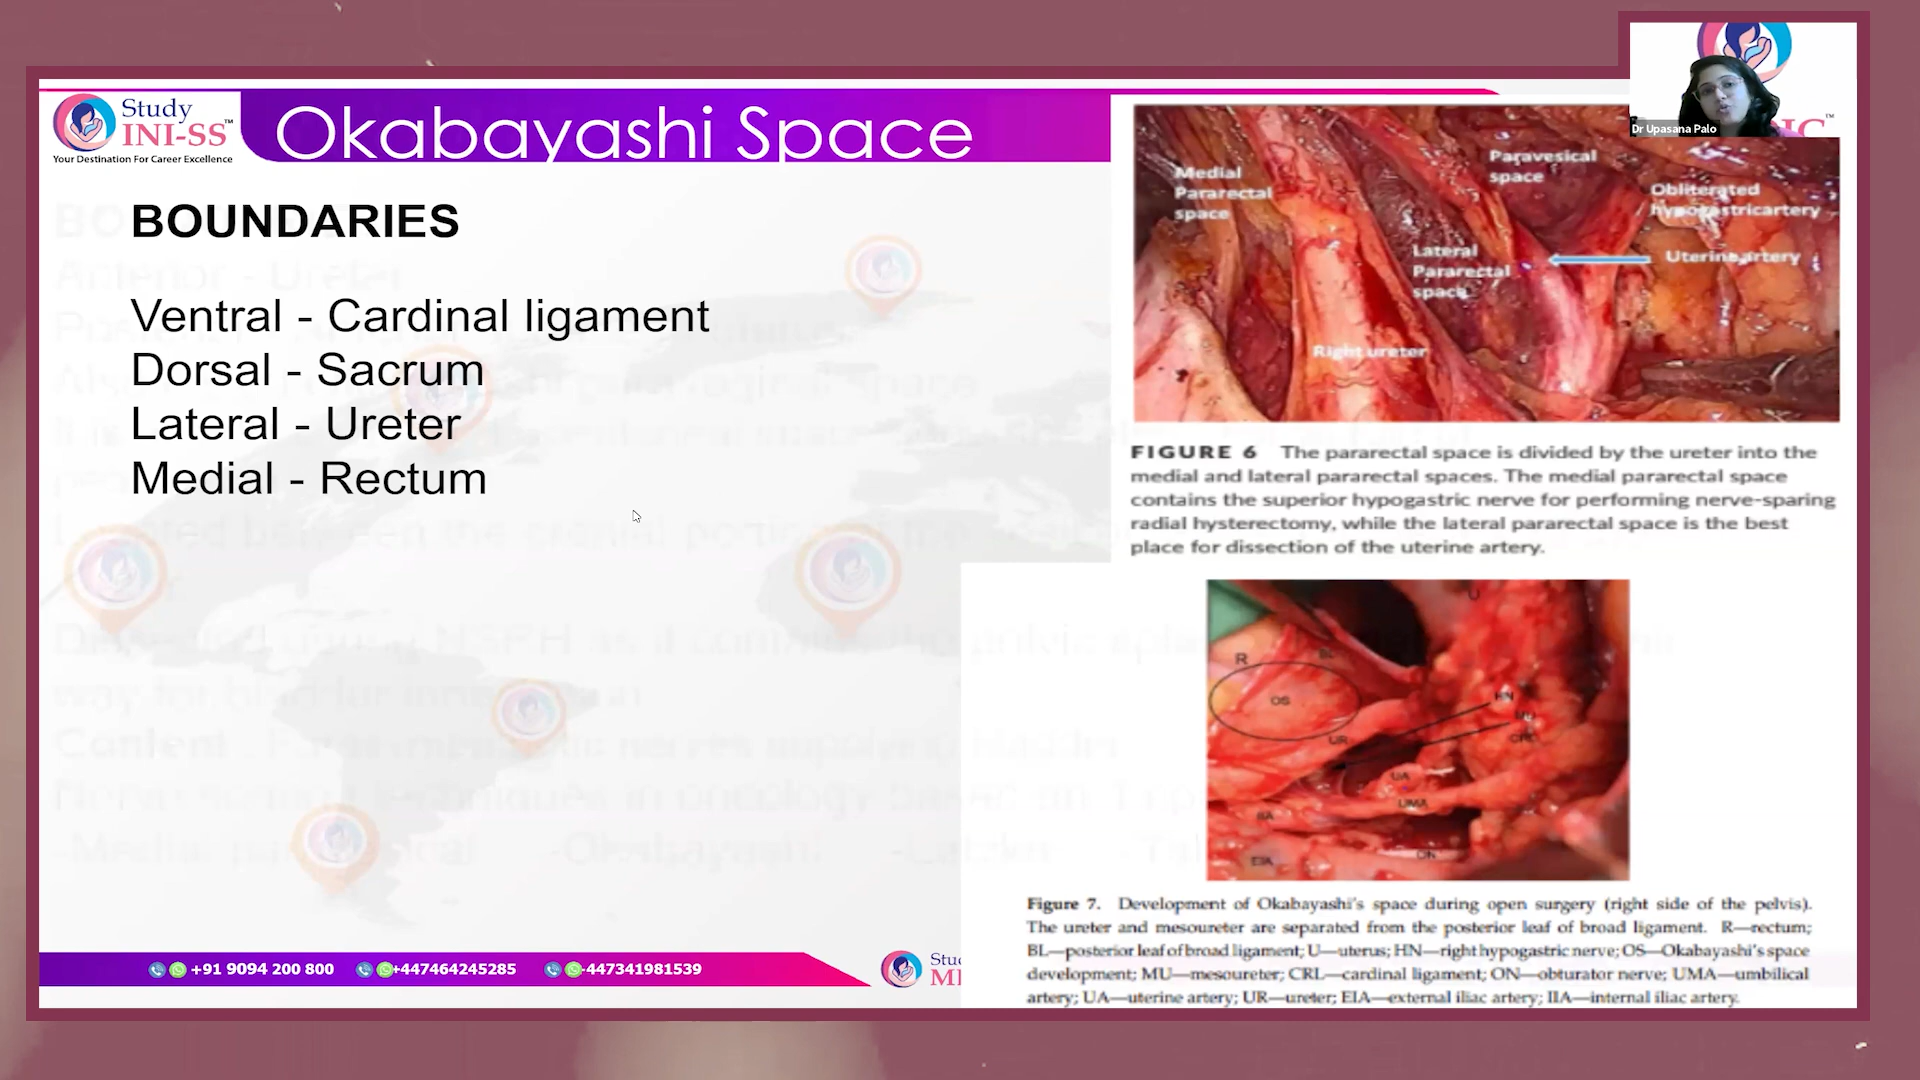 Study
INI-SS™
Your Destination For Career Excellence
Okabayashi Space
Dr Upasana Palo
BOUNDARIES
Ventral - Cardinal ligament
Dorsal - Sacrum
Lateral - Ureter
Medial - Rectum
Medial
Pararectal
space
Paravesical
space
Obliterated
hypogastricartery
Lateral
Pararectal
space
Uterine artery
Right ureter
FIGURE 6 The pararectal space is divided by the ureter into the
medial and lateral pararectal spaces. The medial pararectal space
contains the superior hypogastric nerve for performing nerve-sparing
radial hysterectomy, while the lateral pararectal space is the best
place for dissection of the uterine artery.
R
BL
U
OS
HN
MU
CRL
UR
UA
UMA
IIA
EIA
ON
Figure 7. Development of Okabayashi's space during open surgery (right side of the pelvis).
The ureter and mesoureter are separated from the posterior leaf of broad ligament. R—rectum;
BL—posterior leaf of broad ligament; U—uterus; HN—right hypogastric nerve; OS—Okabayashi's space
development; MU—mesoureter; CRL—cardinal ligament; ON—obturator nerve; UMA—umbilical
artery; UA—uterine artery; UR—ureter; EIA—external iliac artery; IIA—internal iliac artery.
+91 9094 200 800 +447464245285 -447341981539